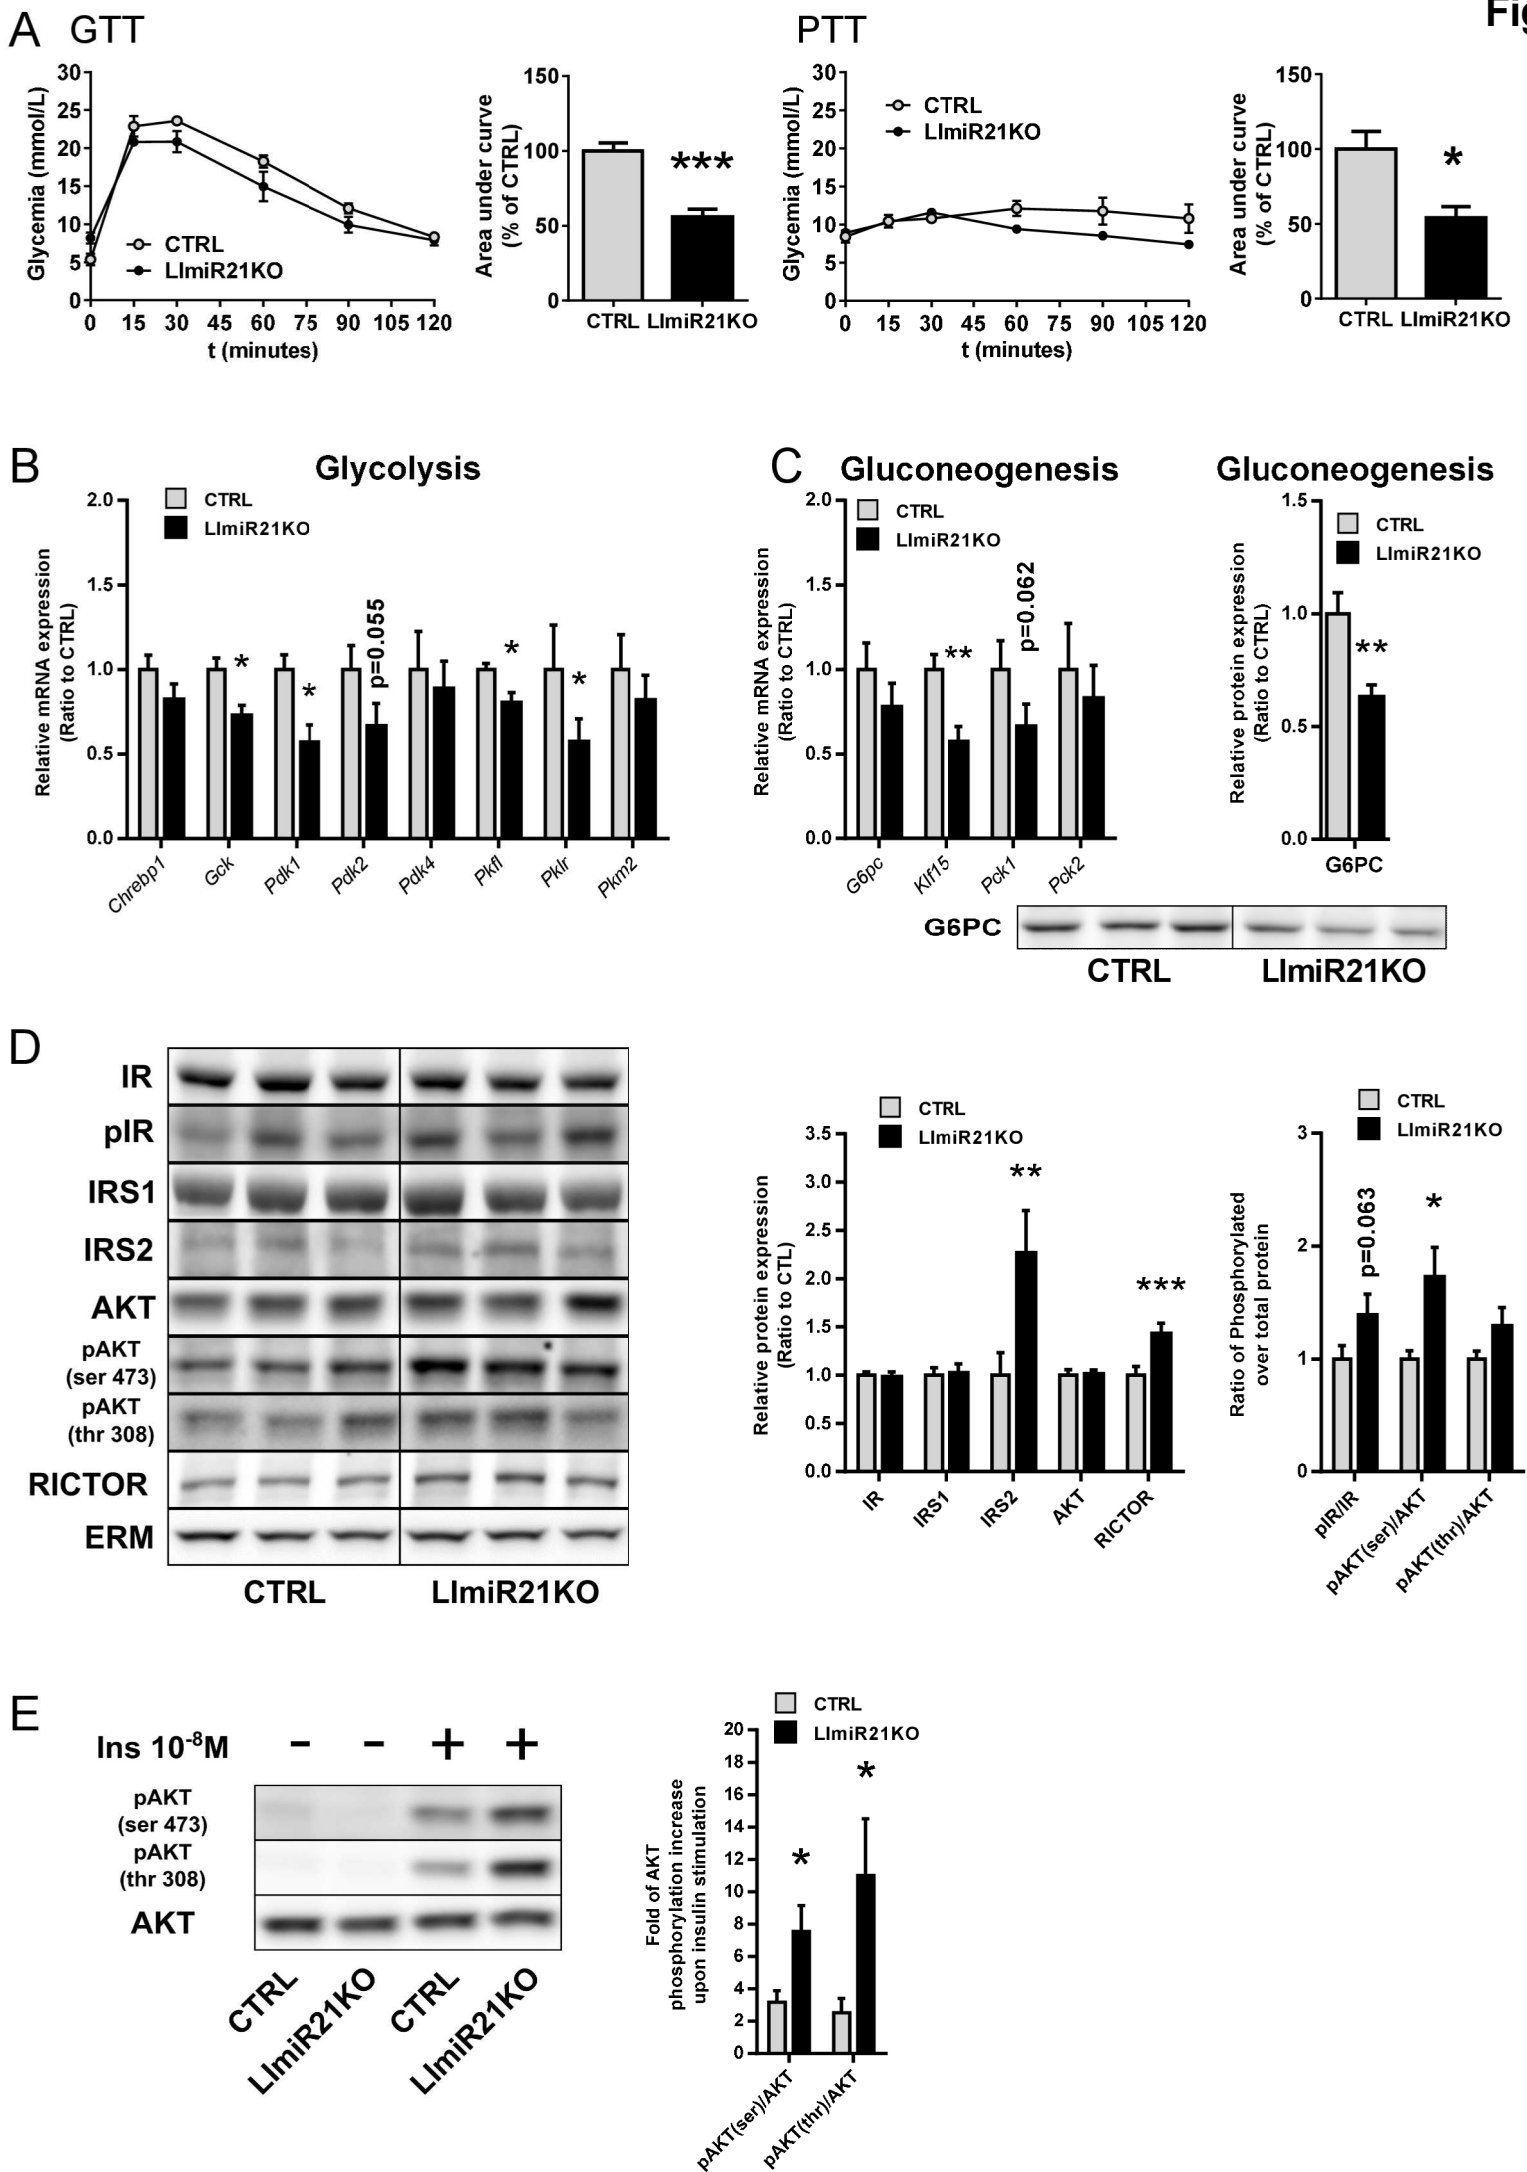 Fig
A GTT
PTT
Glycemia (mmol/L)
30
25
20
15
10
5
0
CTRL
LImiR21KO
0 15 30 45 60 75 90 105 120
t (minutes)
Area under curve
(% of CTRL)
150
100
50
0
***
CTRL LImiR21KO
Glycemia (mmol/L)
30
25
20
15
10
5
0
CTRL
LImiR21KO
0 15 30 45 60 75 90 105 120
t (minutes)
Area under curve
(% of CTRL)
150
100
50
0
*
CTRL LImiR21KO
B Glycolysis
CTRL
LImiR21KO
Relative mRNA expression
(Ratio to CTRL)
2.0
1.5
1.0
0.5
0.0
*
*
p=0.055
*
*
Chrebp1 Gck Pdk1 Pdk2 Pdk4 Pkfl Pklr Pkm2
C Gluconeogenesis
CTRL
LImiR21KO
Relative mRNA expression
(Ratio to CTRL)
2.0
1.5
1.0
0.5
0.0
**
p=0.062
G6pc Klf15 Pck1 Pck2
Gluconeogenesis
CTRL
LImiR21KO
Relative protein expression
(Ratio to CTRL)
1.5
1.0
0.5
0.0
**
G6PC
G6PC
CTRL LImiR21KO
D
IR
pIR
IRS1
IRS2
AKT
pAKT
(ser 473)
pAKT
(thr 308)
RICTOR
ERM
CTRL LImiR21KO
CTRL
LImiR21KO
Relative protein expression
(Ratio to CTL)
3.5
3.0
2.5
2.0
1.5
1.0
0.5
0.0
**
***
IR IRS1 IRS2 AKT RICTOR
CTRL
LImiR21KO
Ratio of Phosphorylated
over total protein
3
2
1
0
p=0.063
*
pIR/IR pAKT(ser)/AKT pAKT(thr)/AKT
E
Ins 10-8M - - + +
pAKT
(ser 473)
pAKT
(thr 308)
AKT
CTRL LImiR21KO CTRL LImiR21KO
CTRL
LImiR21KO
Fold of AKT
phosphorylation increase
upon insulin stimulation
20
18
16
14
12
10
8
6
4
2
0
*
*
pAKT(ser)/AKT pAKT(thr)/AKT